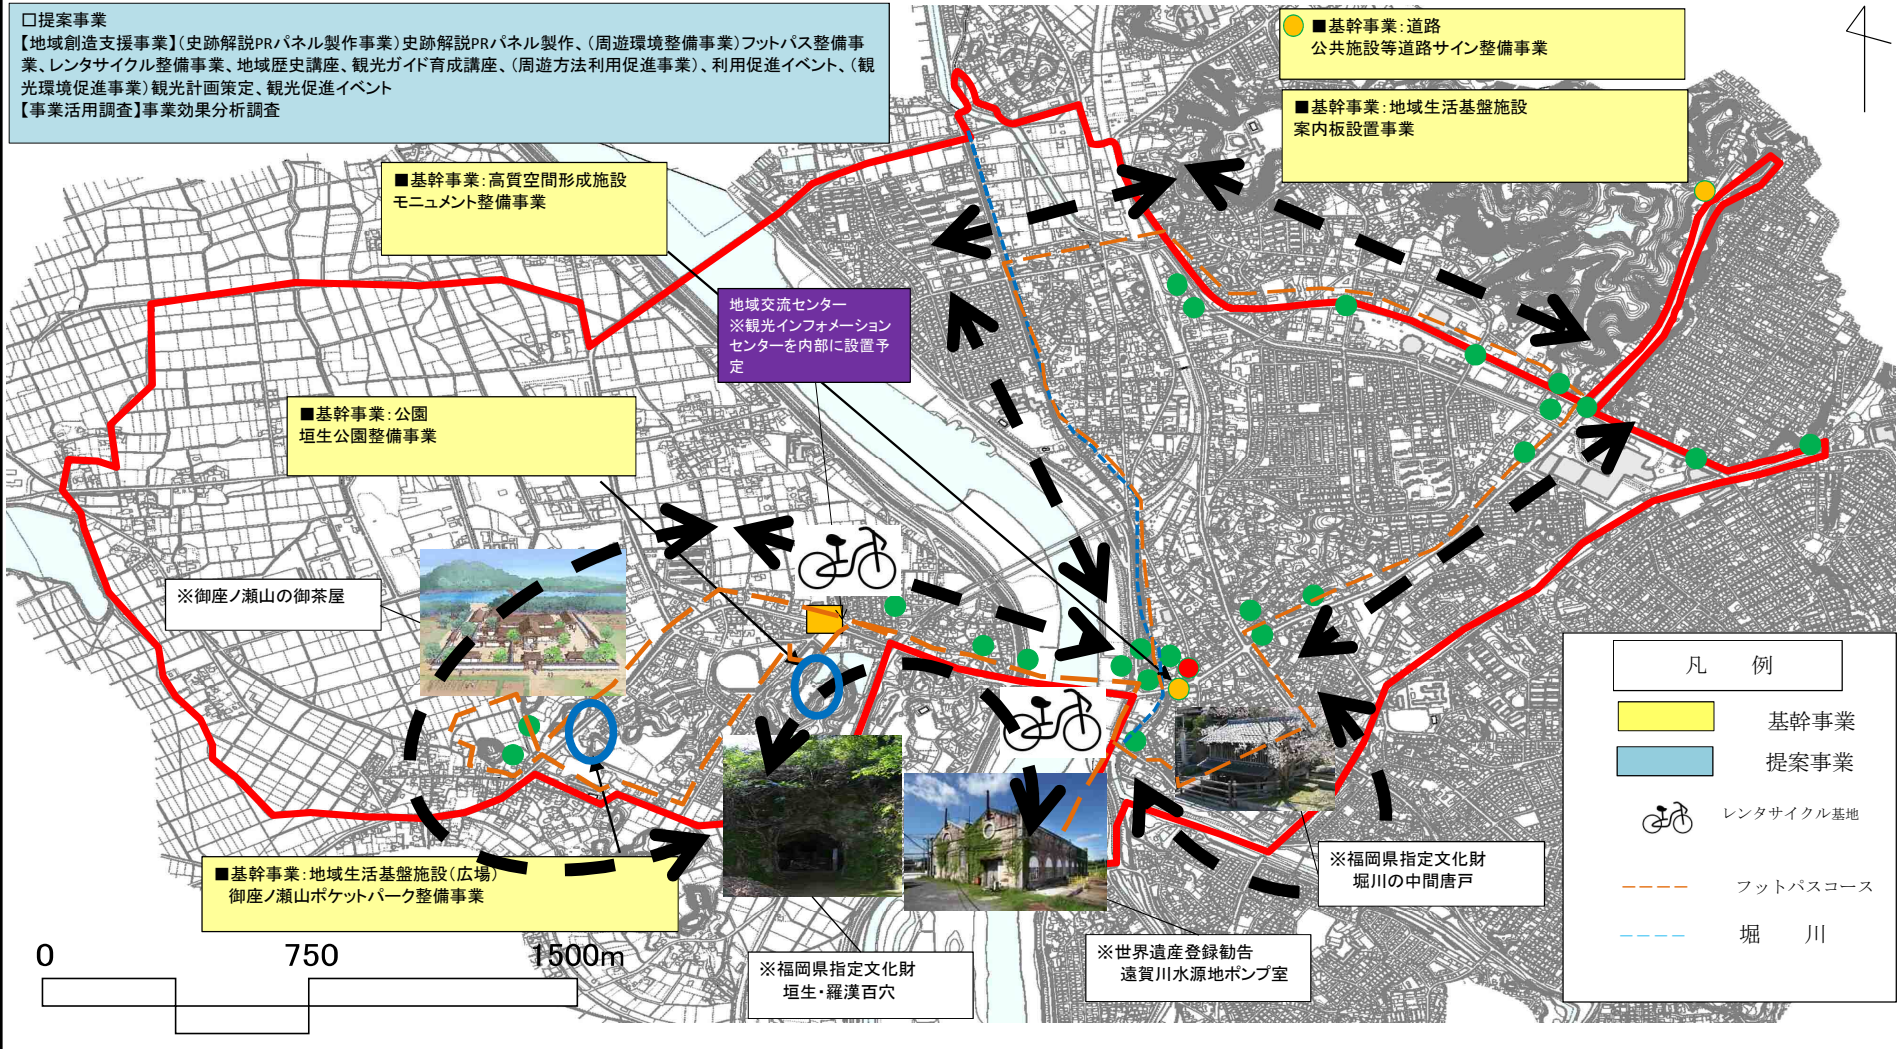 □提案事業
【地域創造支援事業】(史跡解説PRパネル製作事業)史跡解説PRパネル製作、(周遊環境整備事業)フットパス整備事
業、レンタサイクル整備事業、地域歴史講座、観光ガイド育成講座、(周遊方法利用促進事業)、利用促進イベント、(観
光環境促進事業)観光計画策定、観光促進イベント
【事業活用調査】事業効果分析調査
■基幹事業:道路
公共施設等道路サイン整備事業
■基幹事業:地域生活基盤施設
案内板設置事業
■基幹事業:高質空間形成施設
モニュメント整備事業
地域交流センター
※観光インフォメーション
センターを内部に設置予
定
■基幹事業:公園
垣生公園整備事業
※御座ノ瀬山の御茶屋
■基幹事業:地域生活基盤施設(広場)
御座ノ瀬山ポケットパーク整備事業
※福岡県指定文化財
堀川の中間唐戸
※世界遺産登録勧告
遠賀川水源地ポンプ室
※福岡県指定文化財
垣生・羅漢百穴
0 750 1500m
凡 例
基幹事業
提案事業
レンタサイクル基地
フットパスコース
堀 川